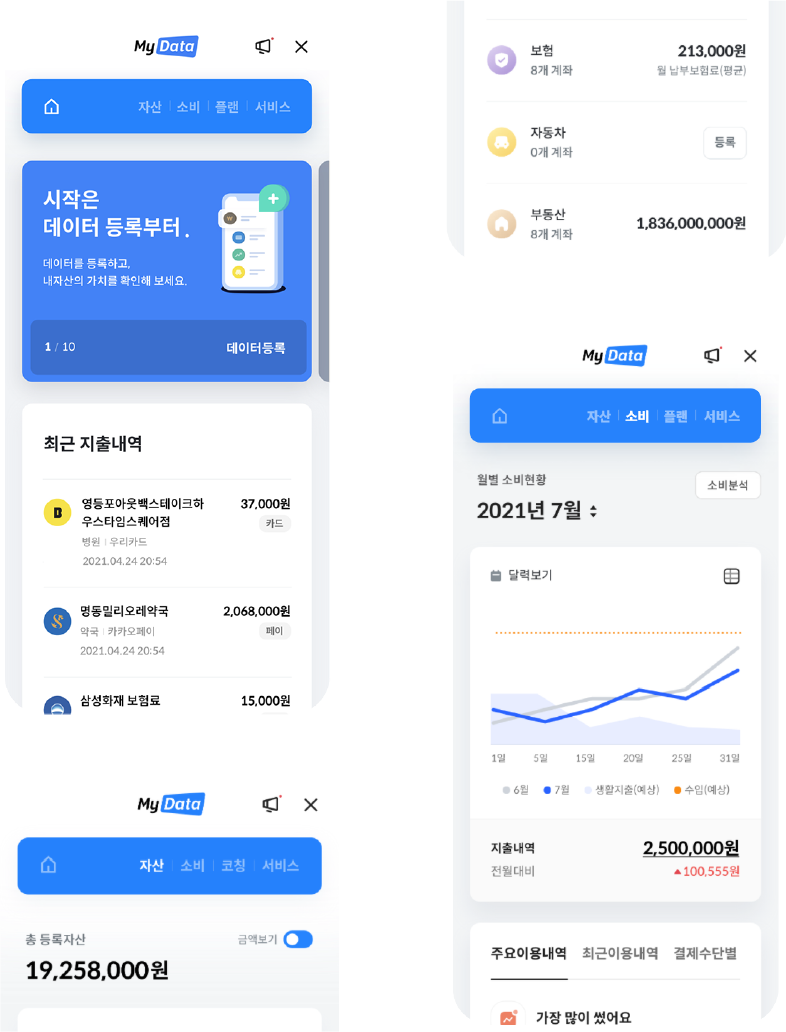 My Data
자산 소비 플랜 서비스
시작은
데이터 등록부터.
데이터를 등록하고,
내자산의 가치를 확인해 보세요.
1 / 10 데이터등록
최근 지출내역
영등포아웃백스테이크하
우스타임스퀘어점
37,000원
카드
병원 | 우리카드
2021.04.24 20:54
명동밀리오레약국
2,068,000원
약국 | 카카오페이
페이
2021.04.24 20:54
삼성화재 보험료
15,000원
My Data
자산 소비 코칭 서비스
총 등록자산
금액보기
19,258,000원
보험
213,000원
8개 계좌
월 납부보험료(평균)
자동차
0개 계좌
등록
부동산
8개 계좌
1,836,000,000원
My Data
자산 소비 플랜 서비스
월별 소비현황
소비분석
2021년 7월
달력보기
1일 5일 15일 20일 25일 31일
6월 7월 생활지출(예상) 수입(예상)
지출내역
2,500,000원
전월대비
▲100,555원
주요이용내역 최근이용내역 결제수단별
가장 많이 썼어요